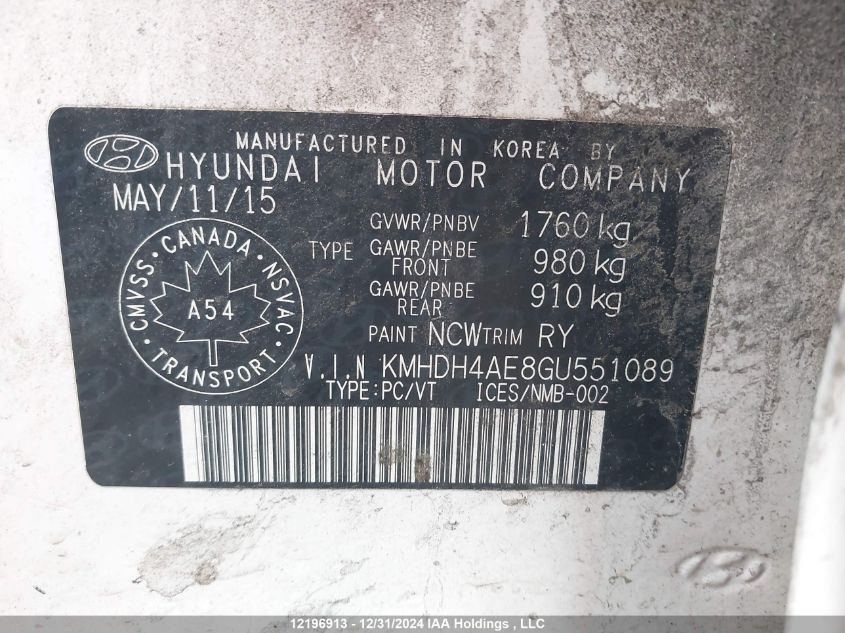 MANUFACTURED IN KOREA BY
HYUNDAI MOTOR COMPANY
MAY/11/15
GVWR/PNBV 1760 kg
TYPE GAWR/PNBE FRONT 980 kg
GAWR/PNBE REAR 910 kg
PAINT NCW TRIM RY
CANADA
CMVSS · NSVAC
A54
TRANSPORT
V.I.N KMHDH4AE8GU551089
TYPE:PC/VT ICES/NMB-002
12196913 - 12/31/2024 IAA Holdings , LLC